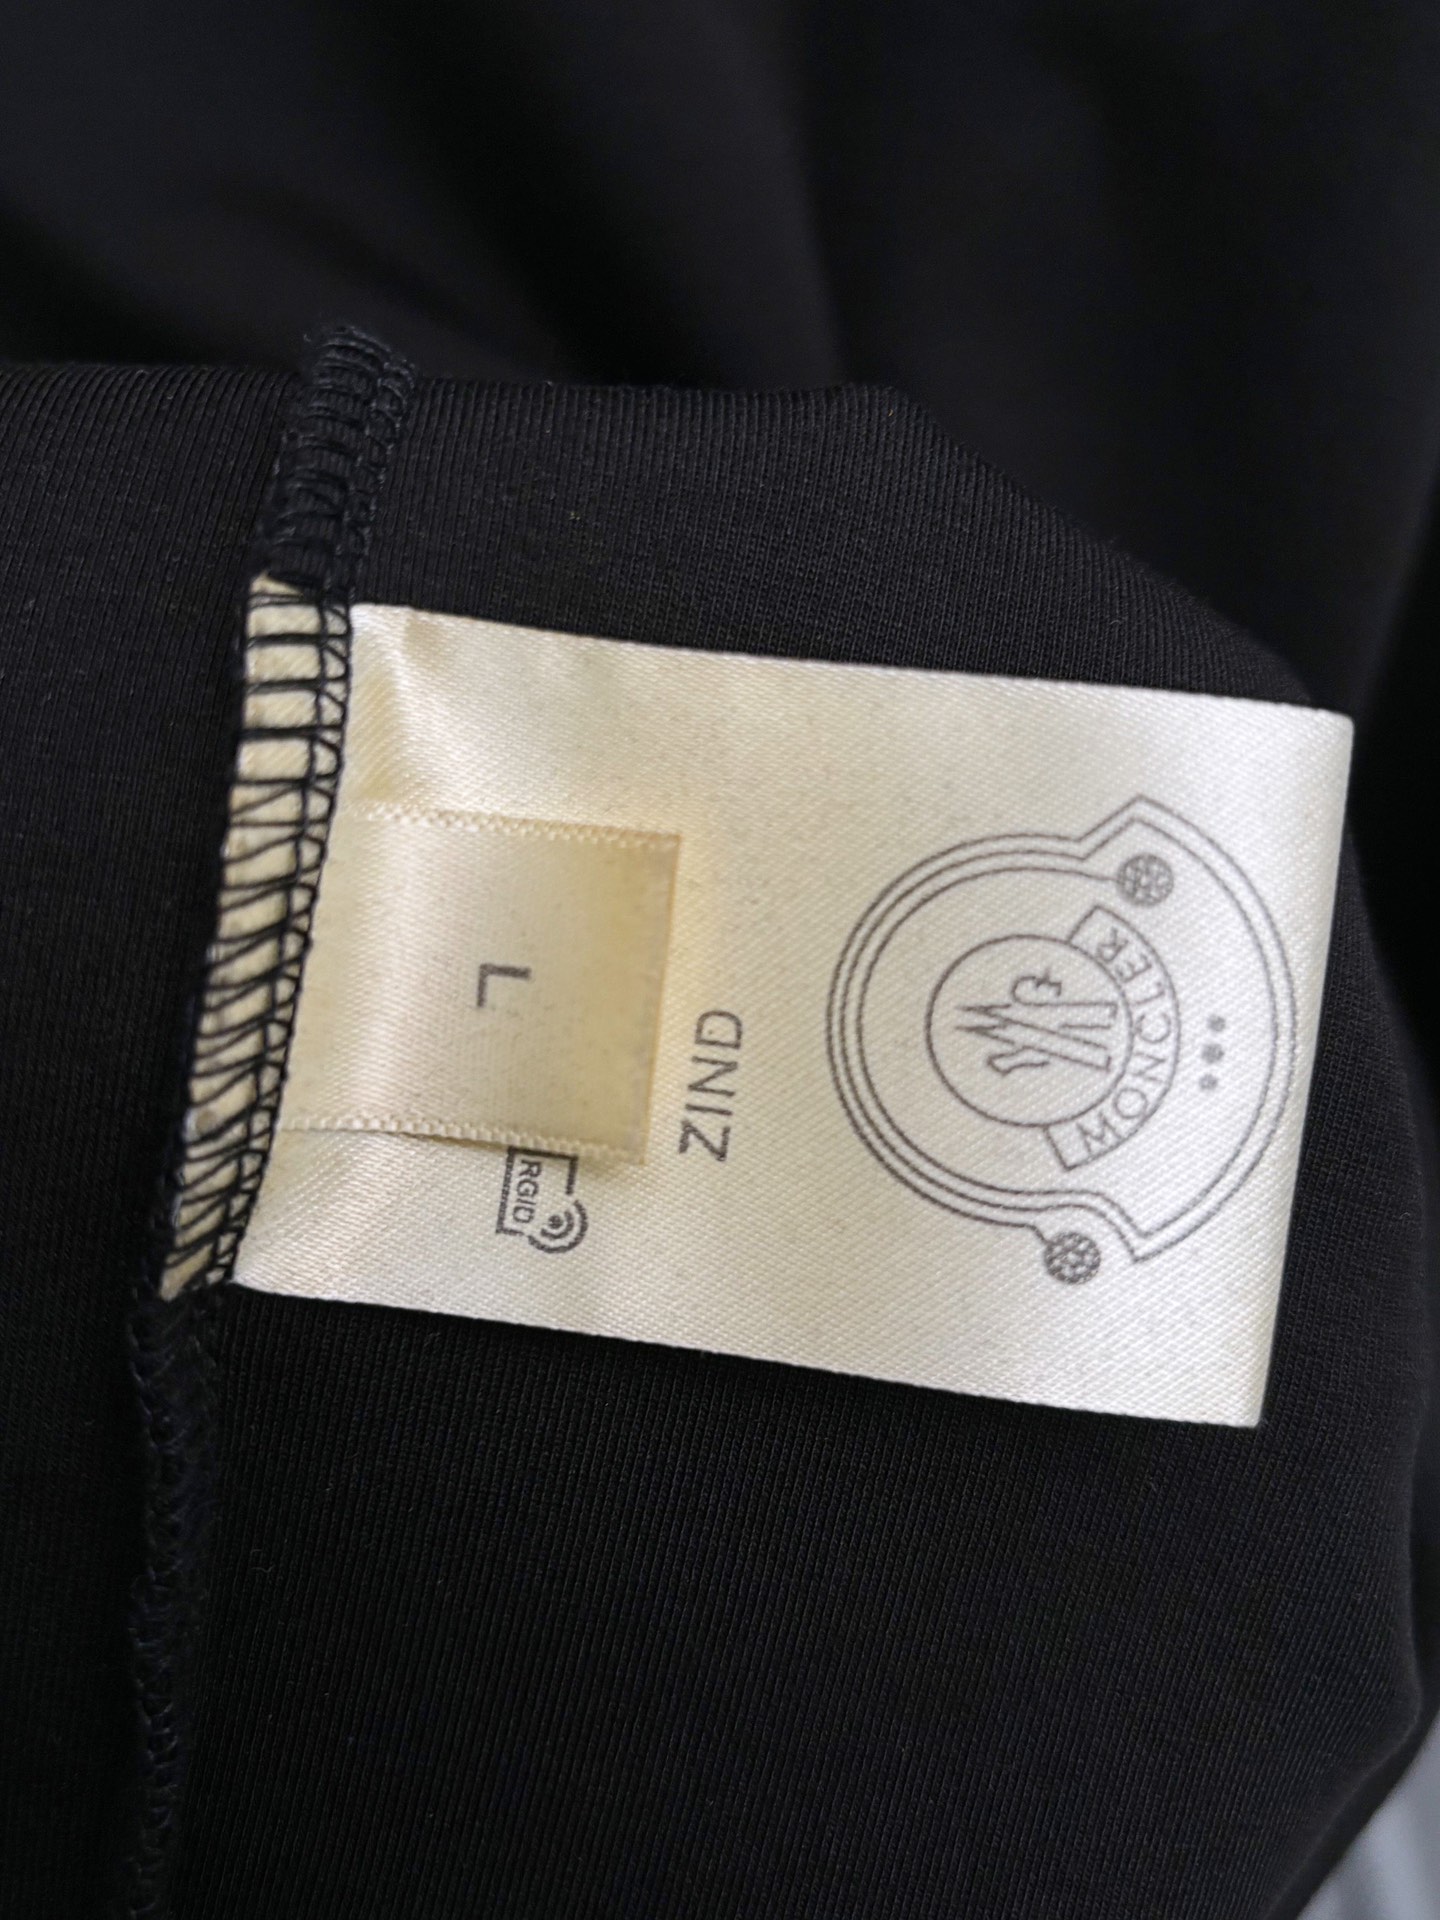 MONCLER
ZIND
L
RGID